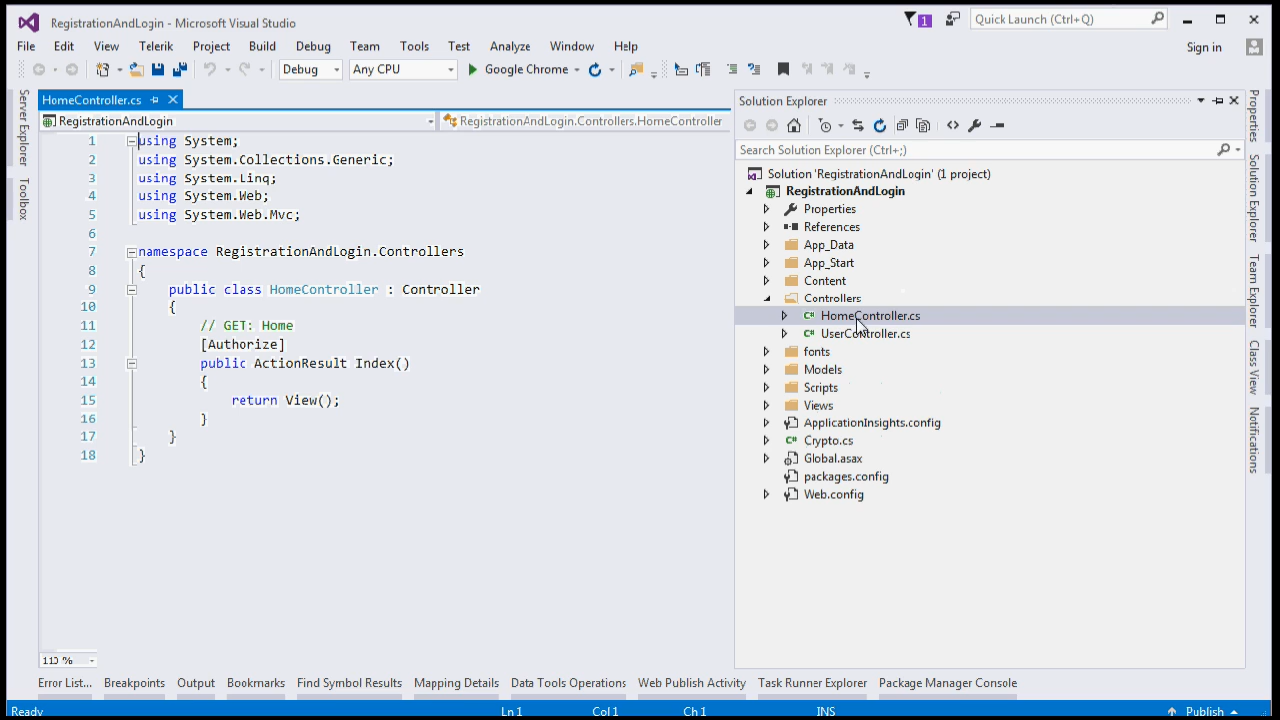 RegistrationAndLogin - Microsoft Visual Studio
1
Quick Launch (Ctrl+Q)
File Edit View Telerik Project Build Debug Team Tools Test Analyze Window Help
Sign in
Debug Any CPU Google Chrome
Server Explorer
Toolbox
HomeController.cs
RegistrationAndLogin
RegistrationAndLogin.Controllers.HomeController
1 using System;
2 using System.Collections.Generic;
3 using System.Linq;
4 using System.Web;
5 using System.Web.Mvc;
6
7 namespace RegistrationAndLogin.Controllers
8 {
9 public class HomeController : Controller
10 {
11 // GET: Home
12 [Authorize]
13 public ActionResult Index()
14 {
15 return View();
16 }
17 }
18 }
110 %
Solution Explorer
Search Solution Explorer (Ctrl+;)
Solution 'RegistrationAndLogin' (1 project)
RegistrationAndLogin
Properties
References
App_Data
App_Start
Content
Controllers
C# HomeController.cs
C# UserController.cs
fonts
Models
Scripts
Views
ApplicationInsights.config
C# Crypto.cs
Global.asax
packages.config
Web.config
Properties
Solution Explorer
Team Explorer
Class View
Notifications
Error List... Breakpoints Output Bookmarks Find Symbol Results Mapping Details Data Tools Operations Web Publish Activity Task Runner Explorer Package Manager Console
Ready Ln 1 Col 1 Ch 1 INS Publish